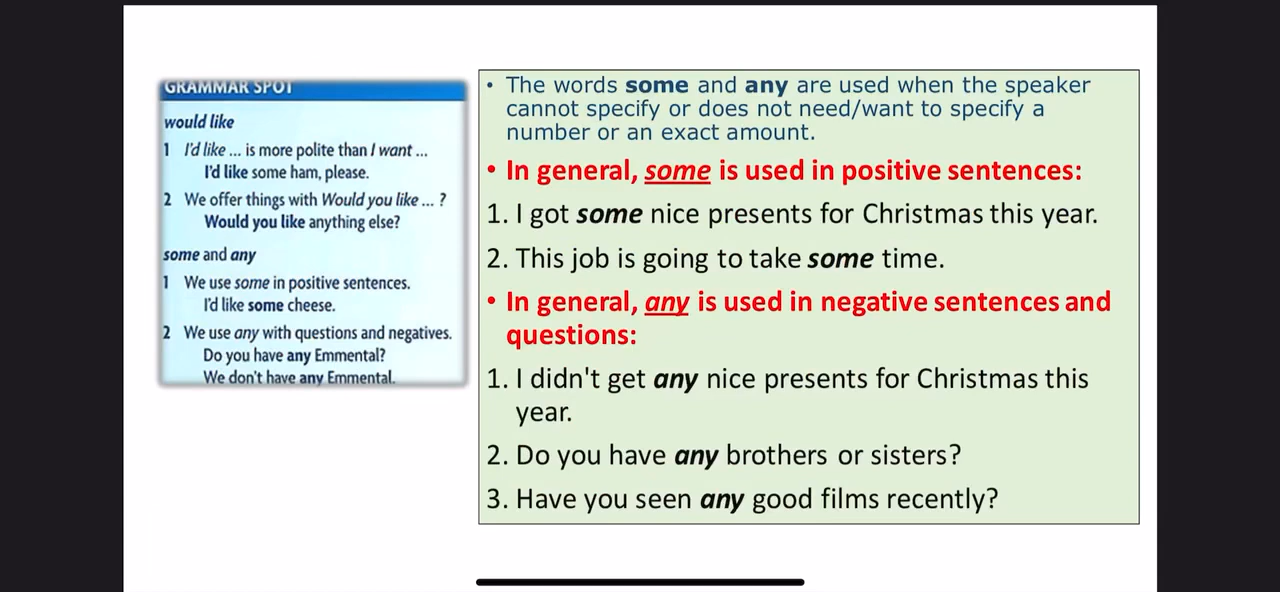 GRAMMAR SPOT
would like
1 I'd like ... is more polite than I want ...
I'd like some ham, please.
2 We offer things with Would you like ... ?
Would you like anything else?
some and any
1 We use some in positive sentences.
I'd like some cheese.
2 We use any with questions and negatives.
Do you have any Emmental?
We don't have any Emmental.
• The words some and any are used when the speaker
cannot specify or does not need/want to specify a
number or an exact amount.
• In general, some is used in positive sentences:
1. I got some nice presents for Christmas this year.
2. This job is going to take some time.
• In general, any is used in negative sentences and
questions:
1. I didn't get any nice presents for Christmas this
year.
2. Do you have any brothers or sisters?
3. Have you seen any good films recently?